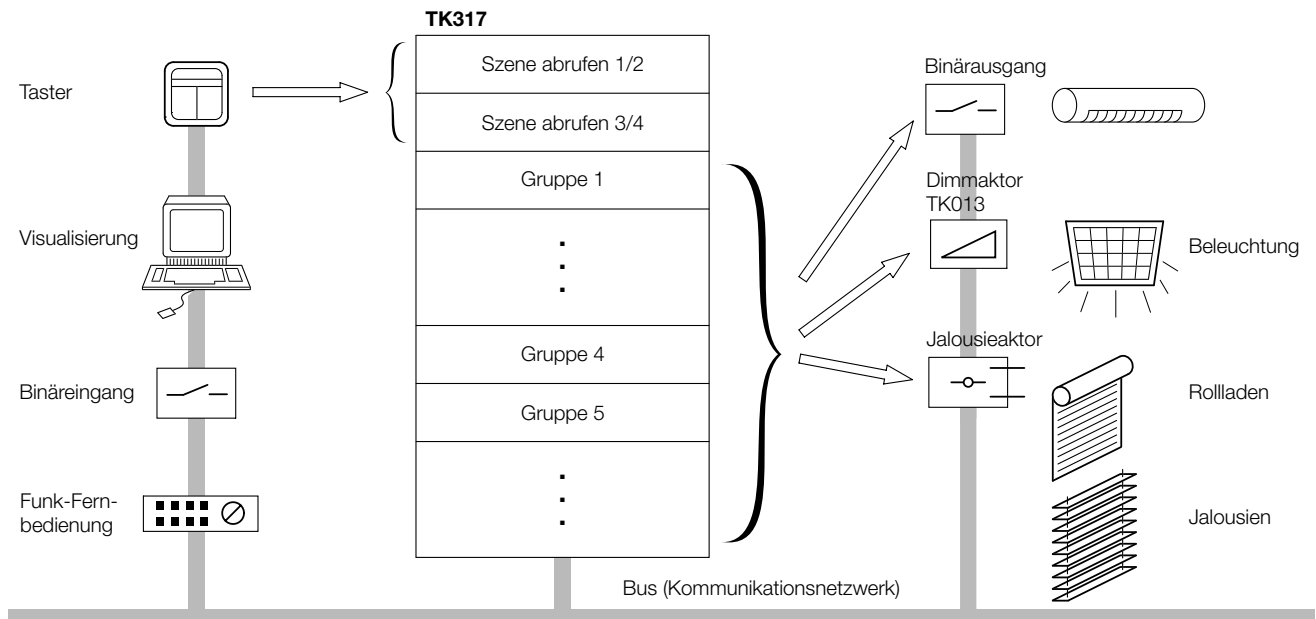 TK317
Szene abrufen 1/2
Szene abrufen 3/4
Gruppe 1
Gruppe 4
Gruppe 5
Taster
Visualisierung
Binäreingang
Funk-Fern-
bedienung
Binärausgang
Dimmaktor
TK013
Beleuchtung
Jalousieaktor
Rollladen
Jalousien
Bus (Kommunikationsnetzwerk)